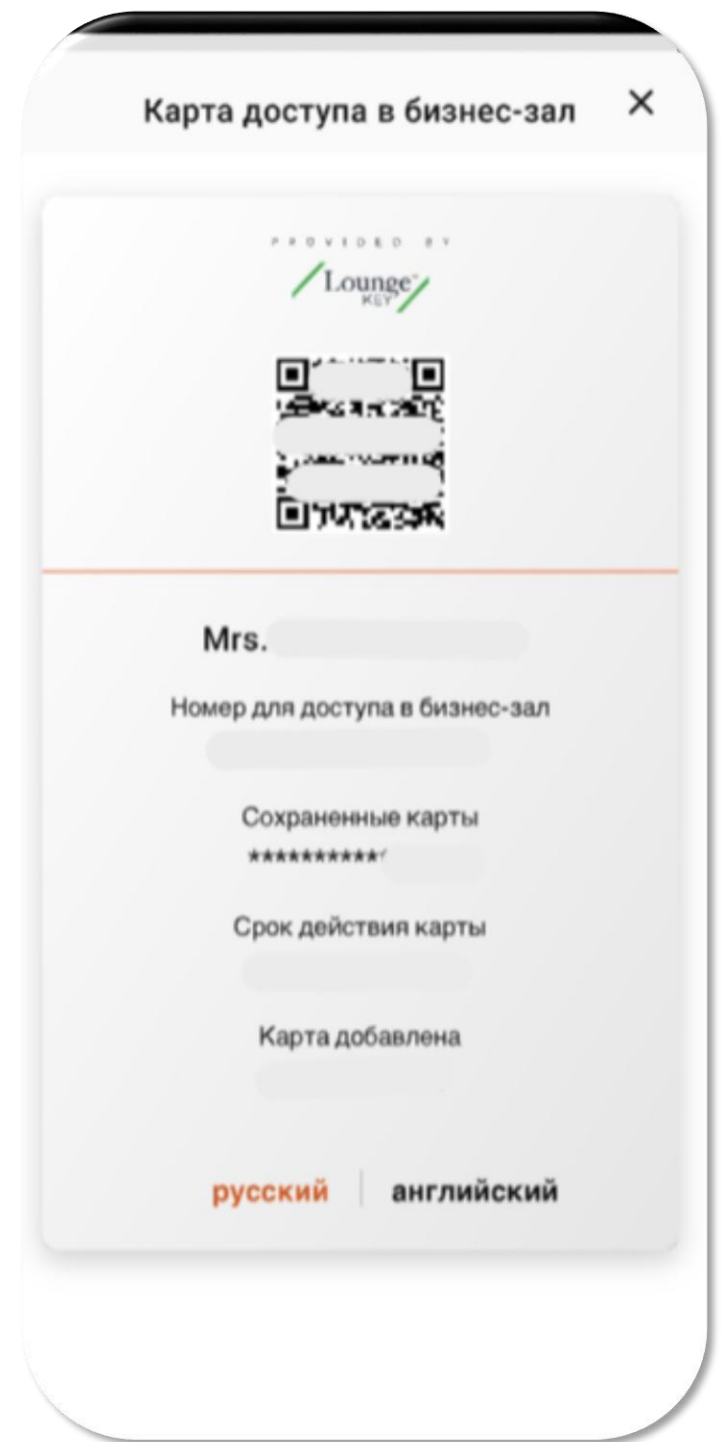 Карта доступа в бизнес-зал
PROVIDED BY
Lounge™
KEY
Mrs.
Номер для доступа в бизнес-зал
Сохраненные карты
***********
Срок действия карты
Карта добавлена
русский | английский